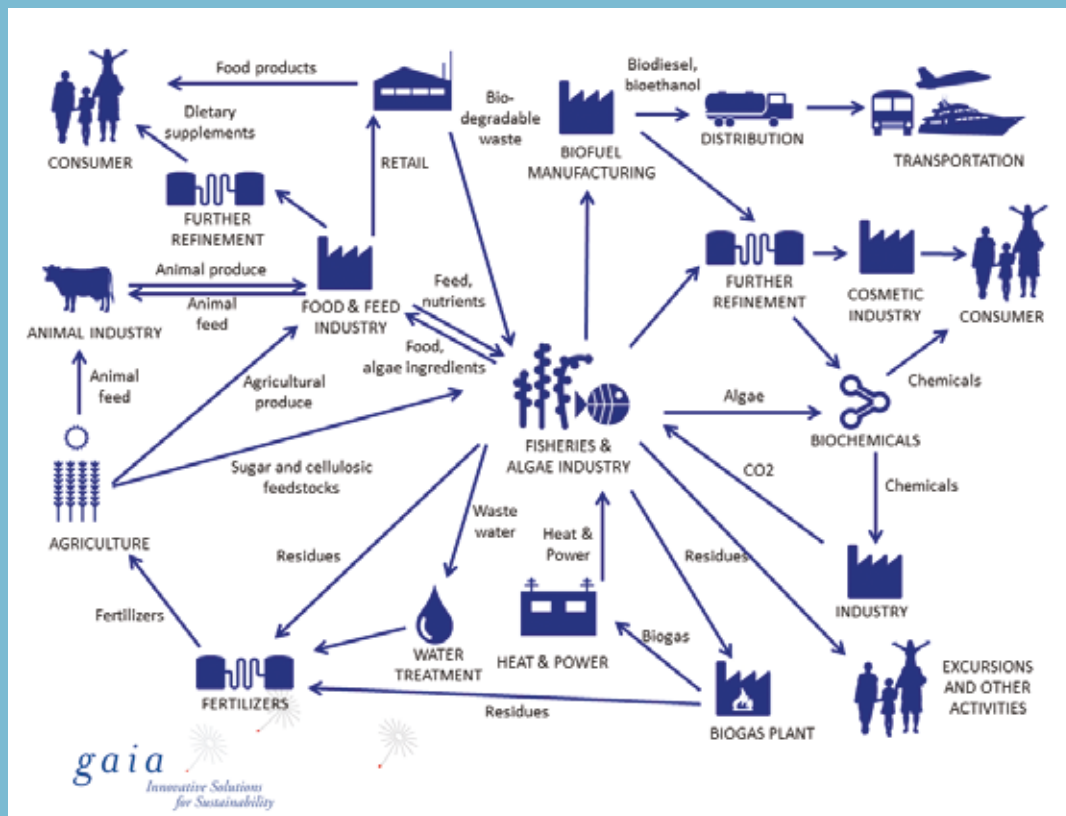 Food products
Dietary
supplements
CONSUMER
RETAIL
Bio-
degradable
waste
BIOFUEL
MANUFACTURING
Biodiesel,
bioethanol
DISTRIBUTION
TRANSPORTATION
FURTHER
REFINEMENT
Animal produce
Animal
feed
ANIMAL INDUSTRY
FOOD & FEED
INDUSTRY
Feed,
nutrients
Food,
algae ingredients
FURTHER
REFINEMENT
COSMETIC
INDUSTRY
CONSUMER
Animal
feed
Agricultural
produce
Sugar and cellulosic
feedstocks
AGRICULTURE
FISHERIES &
ALGAE INDUSTRY
Algae
BIOCHEMICALS
Chemicals
CO2
Chemicals
INDUSTRY
Waste
water
Heat &
Power
Residues
Residues
Fertilizers
FERTILIZERS
WATER
TREATMENT
HEAT & POWER
Biogas
BIOGAS PLANT
Residues
EXCURSIONS
AND OTHER
ACTIVITIES
gaia
Innovative Solutions
for Sustainability